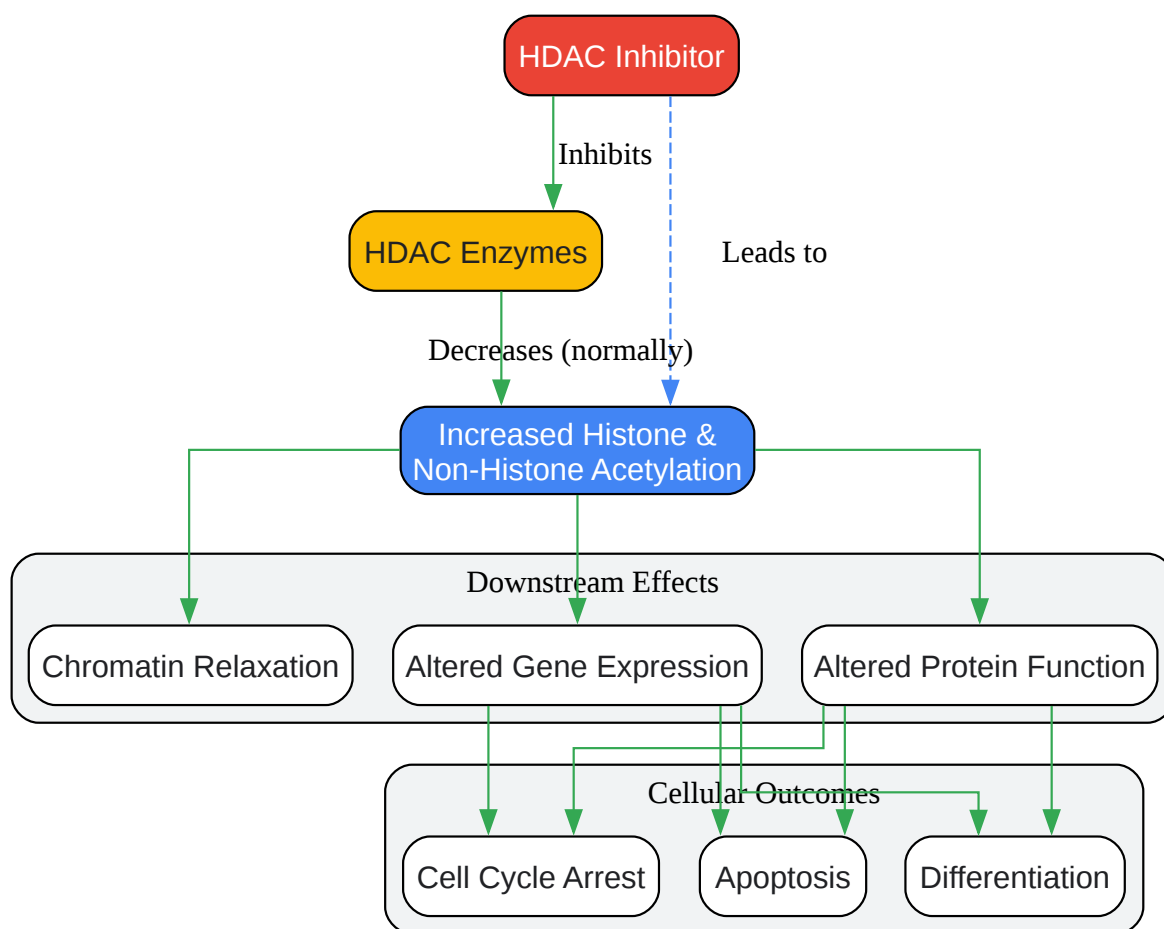 HDAC Inhibitor
Inhibits
HDAC Enzymes
Leads to
Decreases (normally)
Increased Histone &
Non-Histone Acetylation
Downstream Effects
Chromatin Relaxation
Altered Gene Expression
Altered Protein Function
Cellular Outcomes
Cell Cycle Arrest
Apoptosis
Differentiation